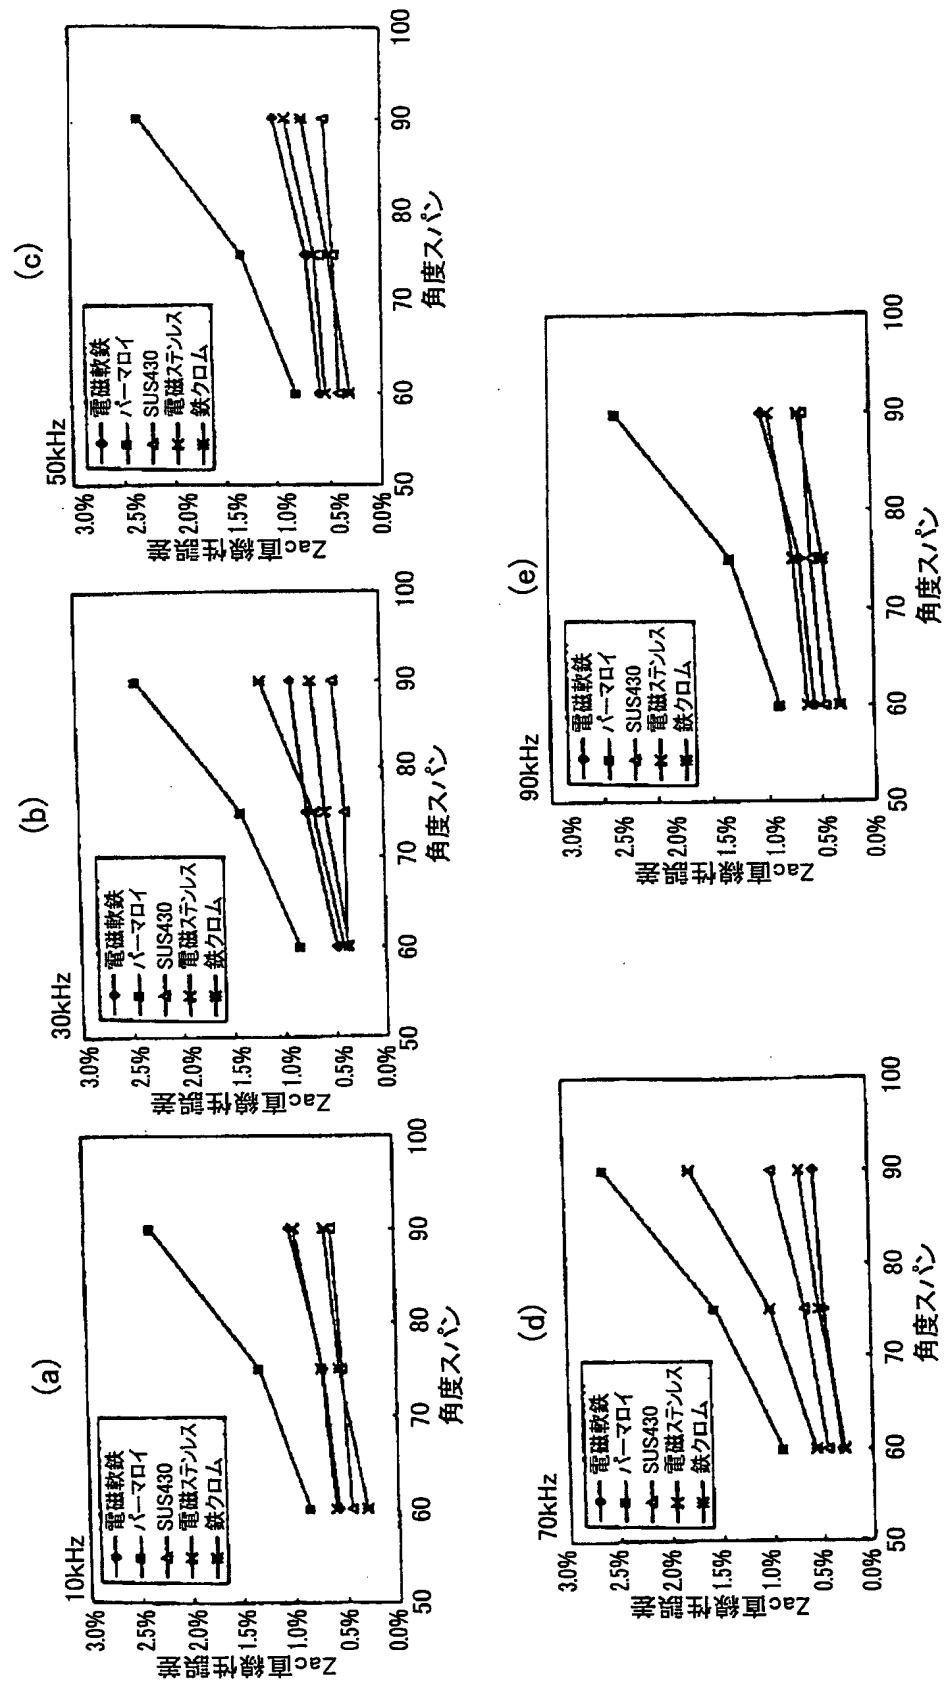 (a)
10kHz
3.0%
2.5%
2.0%
1.5%
1.0%
0.5%
0.0%
Zac直線性誤差
電磁軟鉄
パーマロイ
SUS430
電磁ステンレス
鉄クロム
50
60
70
80
90
100
角度スパン
(b)
30kHz
3.0%
2.5%
2.0%
1.5%
1.0%
0.5%
0.0%
Zac直線性誤差
電磁軟鉄
パーマロイ
SUS430
電磁ステンレス
鉄クロム
50
60
70
80
90
100
角度スパン
(c)
50kHz
3.0%
2.5%
2.0%
1.5%
1.0%
0.5%
0.0%
Zac直線性誤差
電磁軟鉄
パーマロイ
SUS430
電磁ステンレス
鉄クロム
50
60
70
80
90
100
角度スパン
(d)
70kHz
3.0%
2.5%
2.0%
1.5%
1.0%
0.5%
0.0%
Zac直線性誤差
電磁軟鉄
パーマロイ
SUS430
電磁ステンレス
鉄クロム
50
60
70
80
90
100
角度スパン
(e)
90kHz
3.0%
2.5%
2.0%
1.5%
1.0%
0.5%
0.0%
Zac直線性誤差
電磁軟鉄
パーマロイ
SUS430
電磁ステンレス
鉄クロム
50
60
70
80
90
100
角度スパン